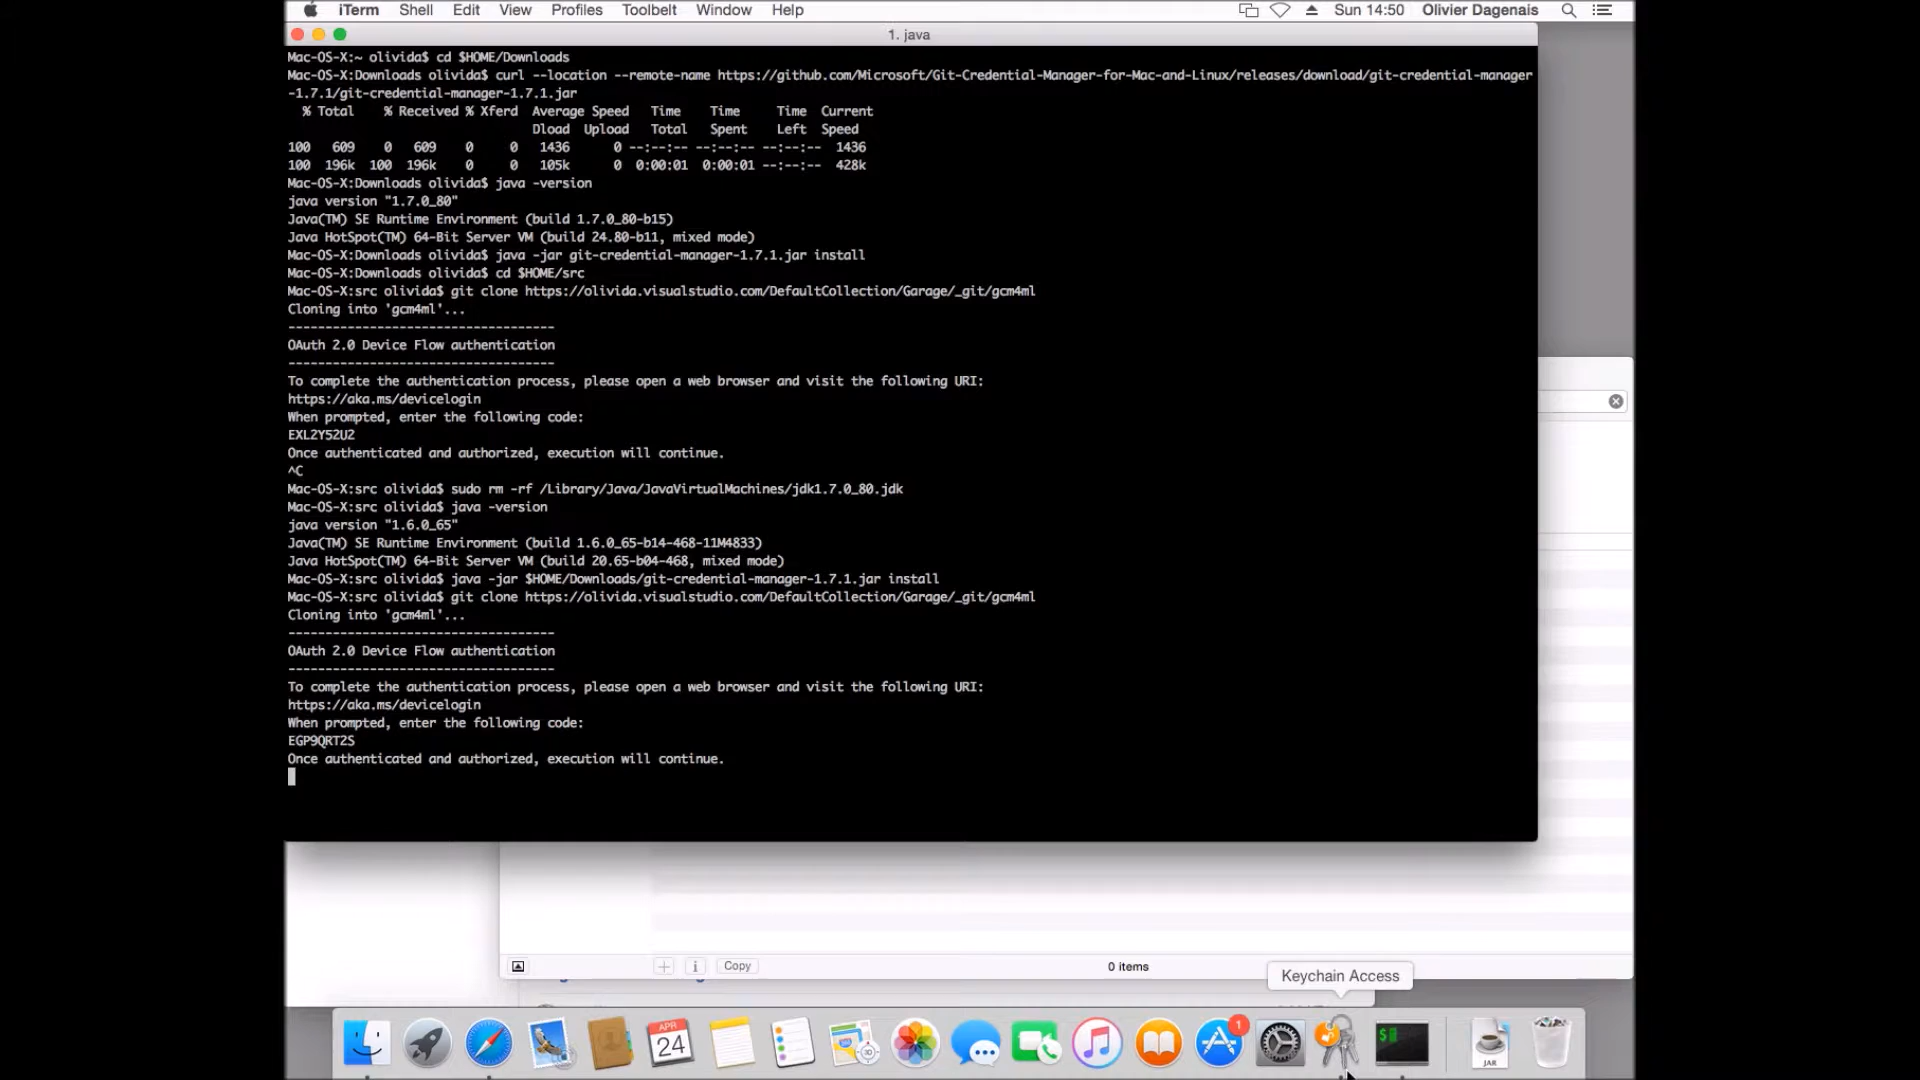 iTerm Shell Edit View Profiles Toolbelt Window Help Sun 14:50 Olivier Dagenais
1. java
Mac-OS-X:~ olivida$ cd $HOME/Downloads
Mac-OS-X:Downloads olivida$ curl --location --remote-name https://github.com/Microsoft/Git-Credential-Manager-for-Mac-and-Linux/releases/download/git-credential-manager
-1.7.1/git-credential-manager-1.7.1.jar
% Total % Received % Xferd Average Speed Time Time Time Current
Dload Upload Total Spent Left Speed
100 609 0 609 0 0 1436 0 --:--:-- --:--:-- --:--:-- 1436
100 196k 100 196k 0 0 105k 0 0:00:01 0:00:01 --:--:-- 428k
Mac-OS-X:Downloads olivida$ java -version
java version "1.7.0_80"
Java(TM) SE Runtime Environment (build 1.7.0_80-b15)
Java HotSpot(TM) 64-Bit Server VM (build 24.80-b11, mixed mode)
Mac-OS-X:Downloads olivida$ java -jar git-credential-manager-1.7.1.jar install
Mac-OS-X:Downloads olivida$ cd $HOME/src
Mac-OS-X:src olivida$ git clone https://olivida.visualstudio.com/DefaultCollection/Garage/_git/gcm4ml
Cloning into 'gcm4ml'...
------------------------------------
OAuth 2.0 Device Flow authentication
------------------------------------
To complete the authentication process, please open a web browser and visit the following URI:
https://aka.ms/devicelogin
When prompted, enter the following code:
EXL2Y52U2
Once authenticated and authorized, execution will continue.
^C
Mac-OS-X:src olivida$ sudo rm -rf /Library/Java/JavaVirtualMachines/jdk1.7.0_80.jdk
Mac-OS-X:src olivida$ java -version
java version "1.6.0_65"
Java(TM) SE Runtime Environment (build 1.6.0_65-b14-468-11M4833)
Java HotSpot(TM) 64-Bit Server VM (build 20.65-b04-468, mixed mode)
Mac-OS-X:src olivida$ java -jar $HOME/Downloads/git-credential-manager-1.7.1.jar install
Mac-OS-X:src olivida$ git clone https://olivida.visualstudio.com/DefaultCollection/Garage/_git/gcm4ml
Cloning into 'gcm4ml'...
------------------------------------
OAuth 2.0 Device Flow authentication
------------------------------------
To complete the authentication process, please open a web browser and visit the following URI:
https://aka.ms/devicelogin
When prompted, enter the following code:
EGP9QRT2S
Once authenticated and authorized, execution will continue.
Copy 0 items
Keychain Access
APR
24
1
JAR